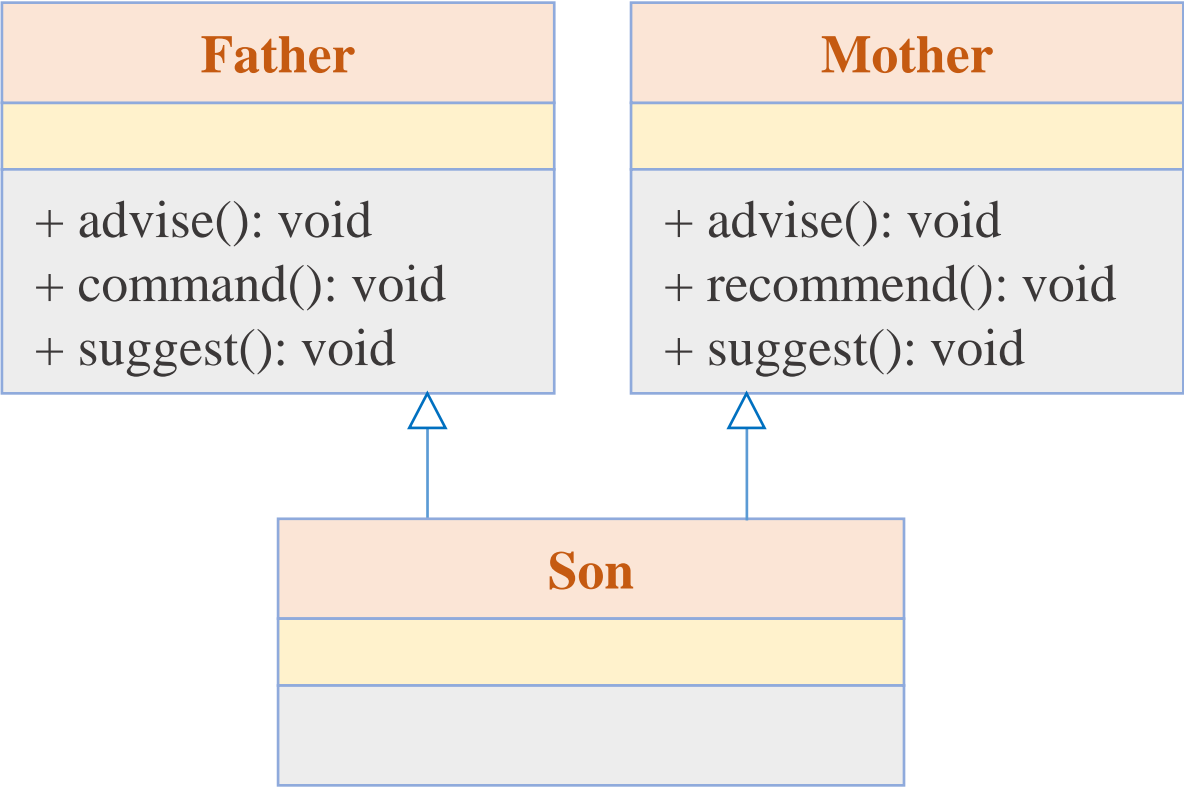 Father
+ advise(): void
+ command(): void
+ suggest(): void
Mother
+ advise(): void
+ recommend(): void
+ suggest(): void
Son